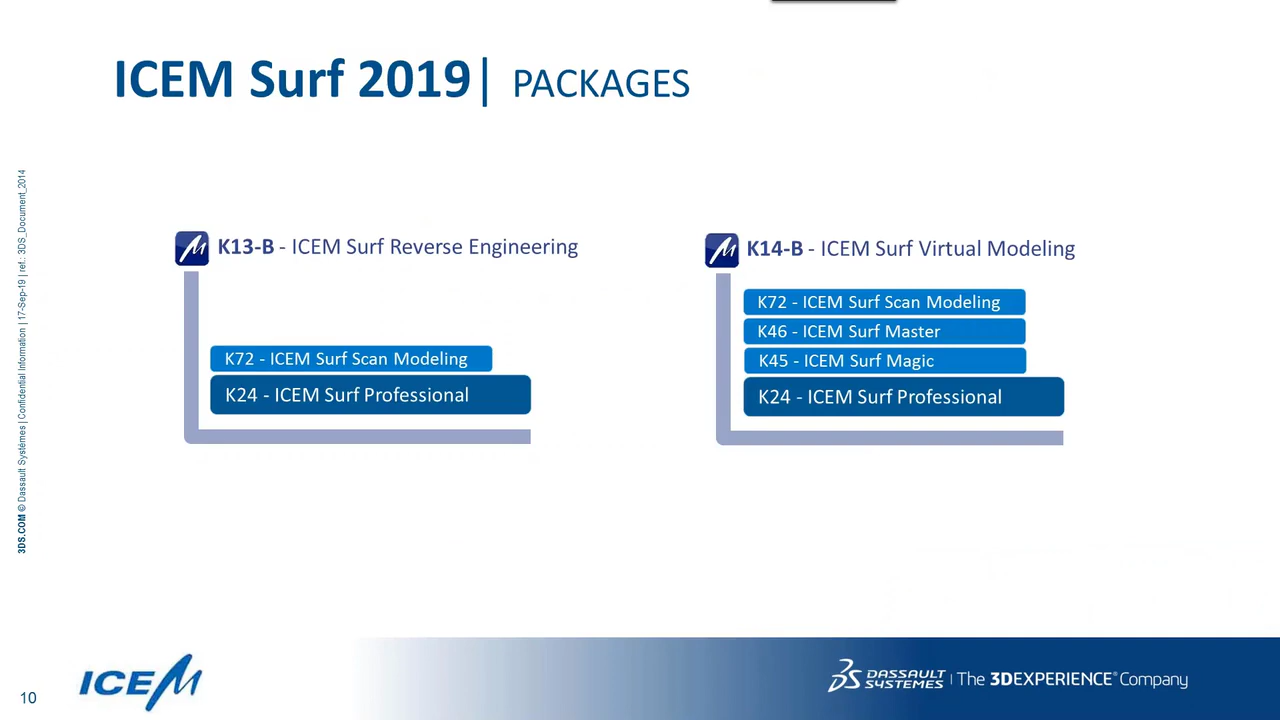 ICEM Surf 2019| PACKAGES
3DS.COM © Dassault Systèmes | Confidential Information | 17-Sep-19 | ref.: 3DS_Document_2014
K13-B - ICEM Surf Reverse Engineering
K72 - ICEM Surf Scan Modeling
K24 - ICEM Surf Professional
K14-B - ICEM Surf Virtual Modeling
K72 - ICEM Surf Scan Modeling
K46 - ICEM Surf Master
K45 - ICEM Surf Magic
K24 - ICEM Surf Professional
10
ICEM
DASSAULT SYSTEMES | The 3DEXPERIENCE® Company